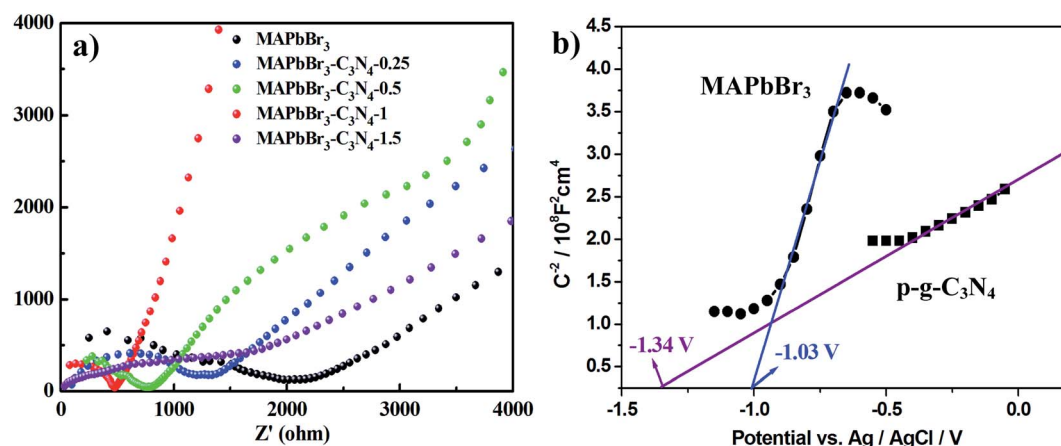 a)
4000
3000
2000
1000
0
0
1000
2000
3000
4000
Z' (ohm)
MAPbBr₃
MAPbBr₃-C₃N₄-0.25
MAPbBr₃-C₃N₄-0.5
MAPbBr₃-C₃N₄-1
MAPbBr₃-C₃N₄-1.5
b)
4.5
4.0
3.5
3.0
2.5
2.0
1.5
1.0
0.5
C⁻² / 10⁸F²cm⁴
MAPbBr₃
p-g-C₃N₄
-1.34 V
-1.03 V
-1.5
-1.0
-0.5
0.0
Potential vs. Ag / AgCl / V